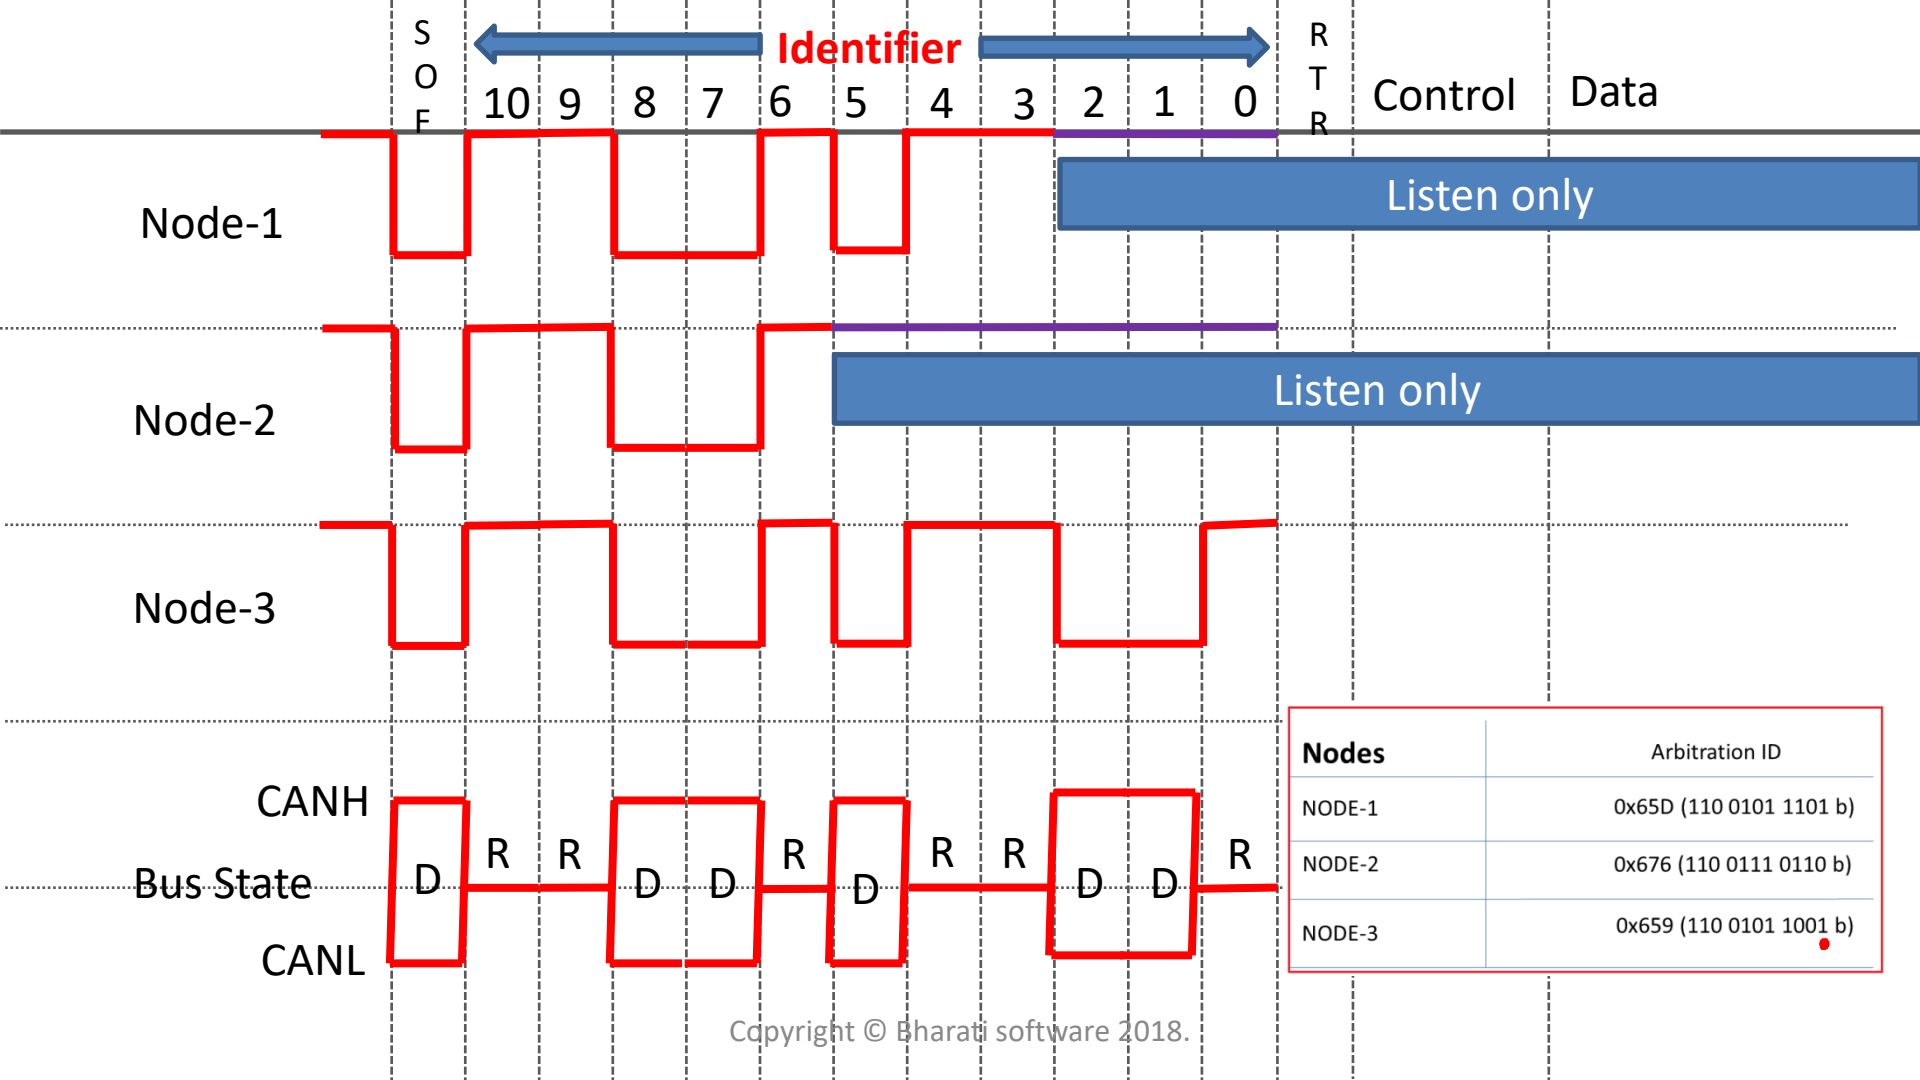 S
O
F
Identifier
R
T
R
10 9 8 7 6 5 4 3 2 1 0
Control
Data
Node-1
Listen only
Node-2
Listen only
Node-3
CANH
Bus State
CANL
D R R D D R D R R D D R
Nodes Arbitration ID
NODE-1 0x65D (110 0101 1101 b)
NODE-2 0x676 (110 0111 0110 b)
NODE-3 0x659 (110 0101 1001 b)
Copyright © Bharati software 2018.